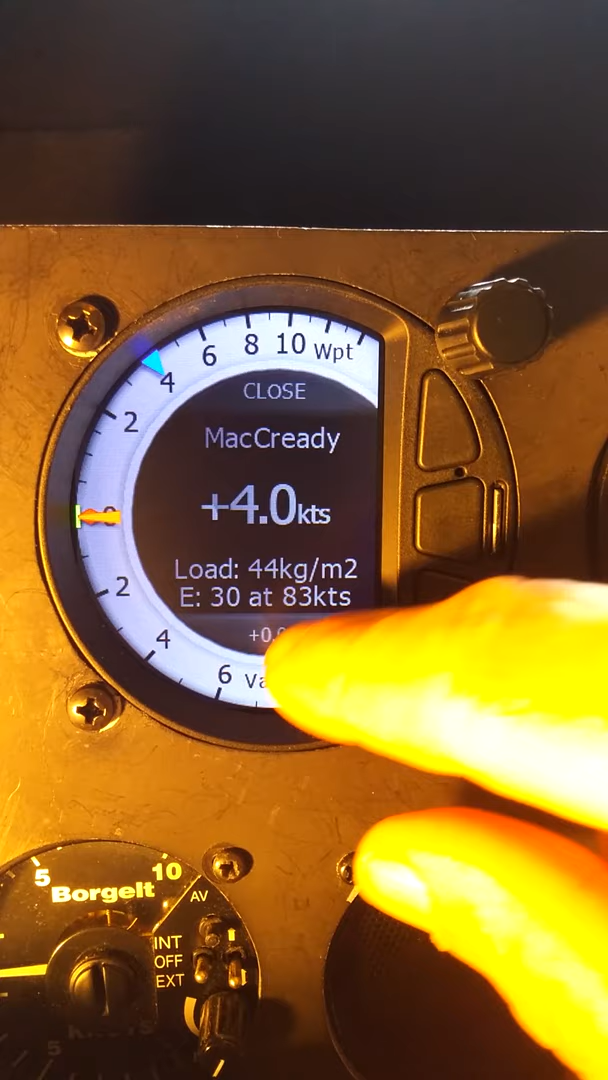 6 8 10 Wpt
4
2
CLOSE
MacCready
+4.0kts
Load: 44kg/m2
E: 30 at 83kts
2
4
6
5 10
Borgelt
AV
INT
OFF
EXT
5